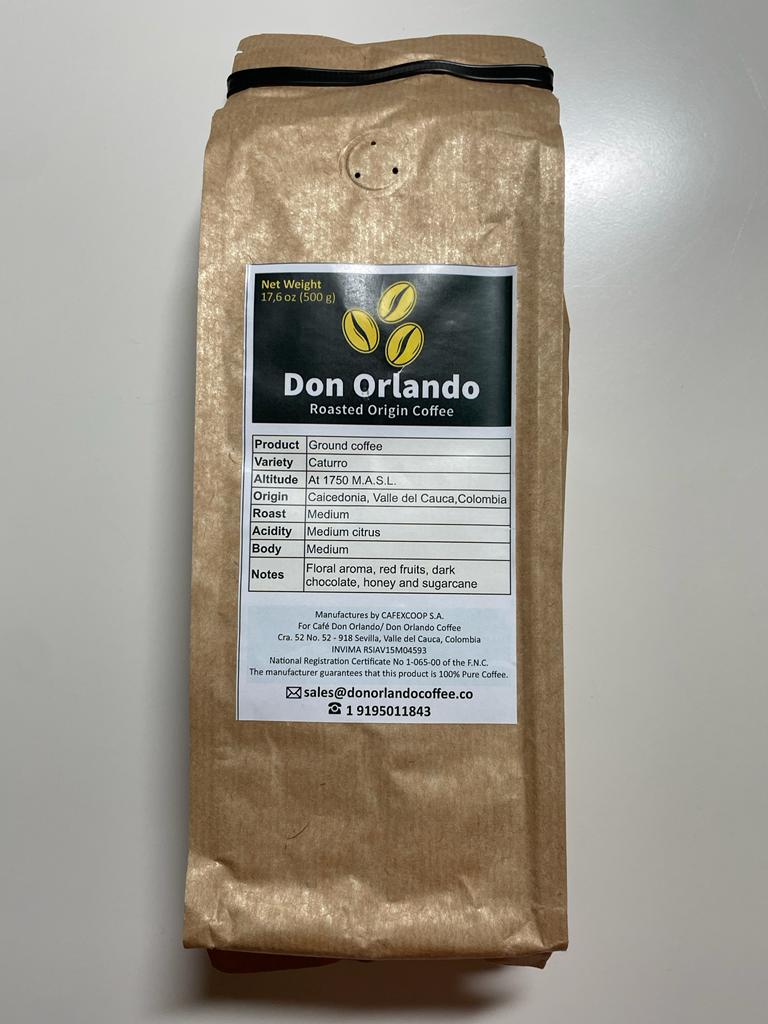 Net Weight
17,6 oz (500 g)
Don Orlando
Roasted Origin Coffee
Product Ground coffee
Variety Caturro
Altitude At 1750 M.A.S.L.
Origin Caicedonia, Valle del Cauca,Colombia
Roast Medium
Acidity Medium citrus
Body Medium
Notes Floral aroma, red fruits, dark
chocolate, honey and sugarcane
Manufactures by CAFEXCOOP S.A.
For Café Don Orlando/ Don Orlando Coffee
Cra. 52 No. 52 - 918 Sevilla, Valle del Cauca, Colombia
INVIMA RSIAV15M04593
National Registration Certificate No 1-065-00 of the F.N.C.
The manufacturer guarantees that this product is 100% Pure Coffee.
sales@donorlandocoffee.co
1 9195011843